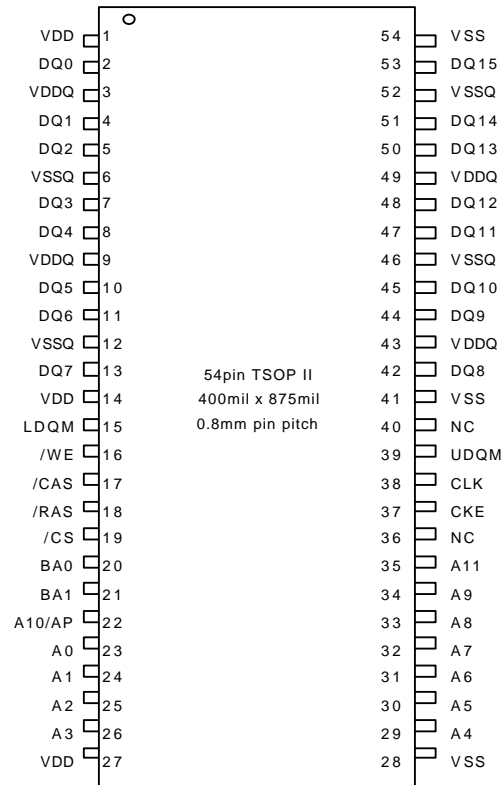 VDD 1 54 VSS
DQ0 2 53 DQ15
VDDQ 3 52 VSSQ
DQ1 4 51 DQ14
DQ2 5 50 DQ13
VSSQ 6 49 VDDQ
DQ3 7 48 DQ12
DQ4 8 47 DQ11
VDDQ 9 46 VSSQ
DQ5 10 45 DQ10
DQ6 11 44 DQ9
VSSQ 12 43 VDDQ
DQ7 13 42 DQ8
54pin TSOP II
VDD 14 41 VSS
400mil x 875mil
LDQM 15 40 NC
0.8mm pin pitch
/WE 16 39 UDQM
/CAS 17 38 CLK
/RAS 18 37 CKE
/CS 19 36 NC
BA0 20 35 A11
BA1 21 34 A9
A10/AP 22 33 A8
A0 23 32 A7
A1 24 31 A6
A2 25 30 A5
A3 26 29 A4
VDD 27 28 VSS